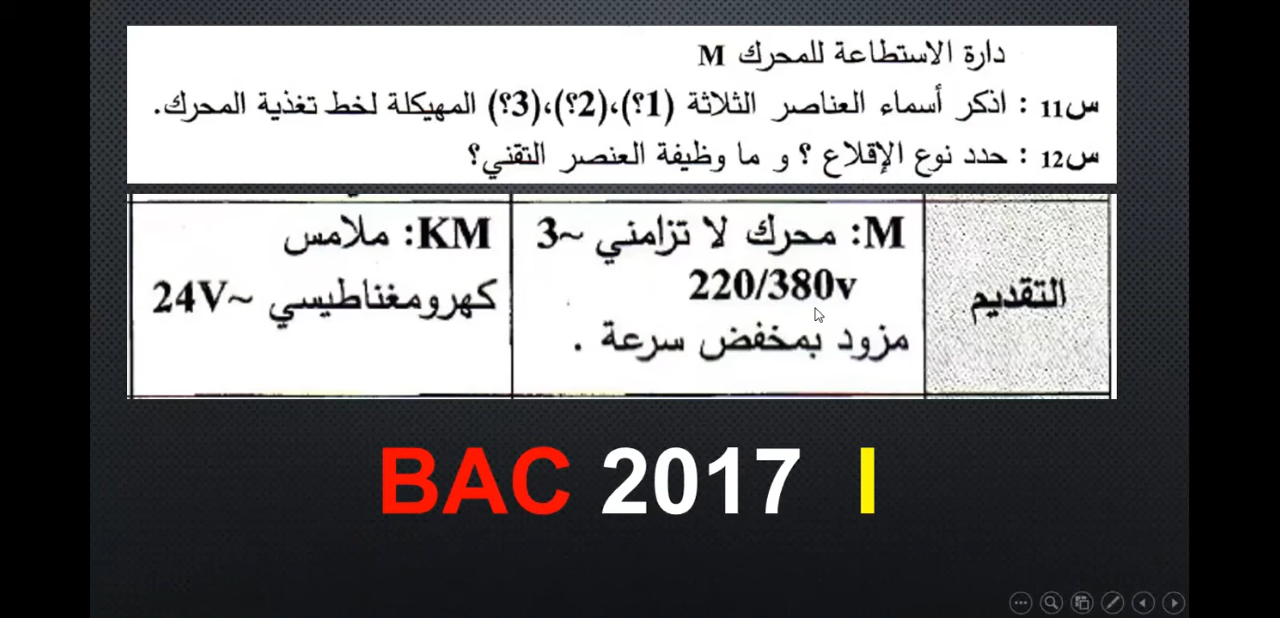 دارة الاستطاعة للمحرك M
س11 : اذكر أسماء العناصر الثلاثة (1؟)،(2؟)،(3؟) المهيكلة لخط تغذية المحرك.
س12 : حدد نوع الإقلاع ؟ و ما وظيفة العنصر التقني؟
التقديم
M: محرك لا تزامني ~3
220/380v
مزود بمخفض سرعة .
KM: ملامس
كهرومغناطيسي ~24V
BAC 2017 I